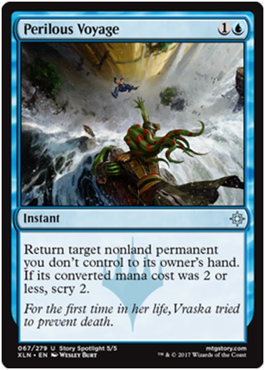 Perilous Voyage 1
Instant
Return target nonland permanent
you don't control to its owner's hand.
If its converted mana cost was 2 or
less, scry 2.
For the first time in her life, Vraska tried
to prevent death.
067/279 U Story Spotlight 5/5
XLN • EN WESLEY BURT
mtgstory.com
™ & © 2017 Wizards of the Coast